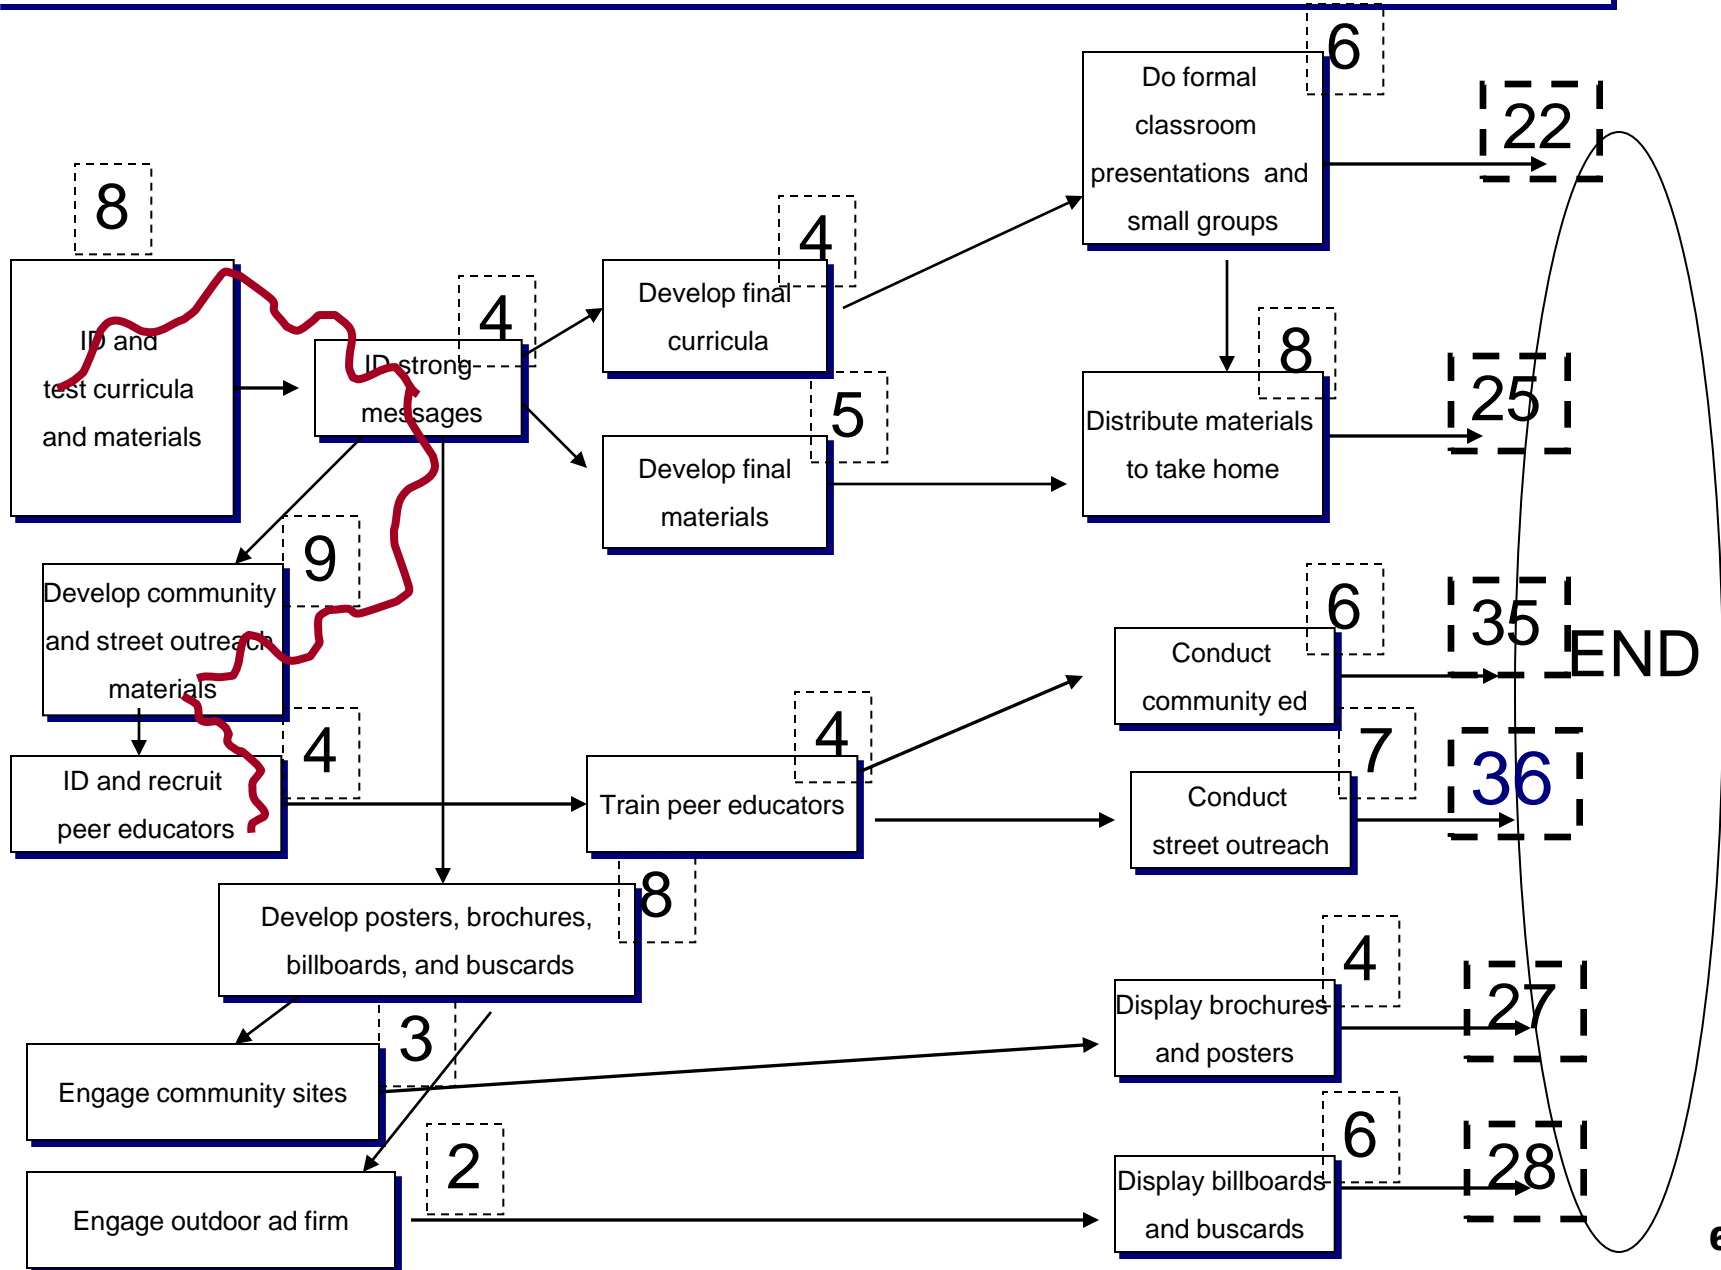 6
Do formal
classroom
presentations and
small groups
22
8
ID and
test curricula
and materials
4
ID strong
messages
4
Develop final
curricula
5
Develop final
materials
8
Distribute materials
to take home
25
9
Develop community
and street outreach
materials
4
ID and recruit
peer educators
4
Train peer educators
6
Conduct
community ed
35
END
7
Conduct
street outreach
36
8
Develop posters, brochures,
billboards, and buscards
3
Engage community sites
4
Display brochures
and posters
27
2
Engage outdoor ad firm
6
Display billboards
and buscards
28